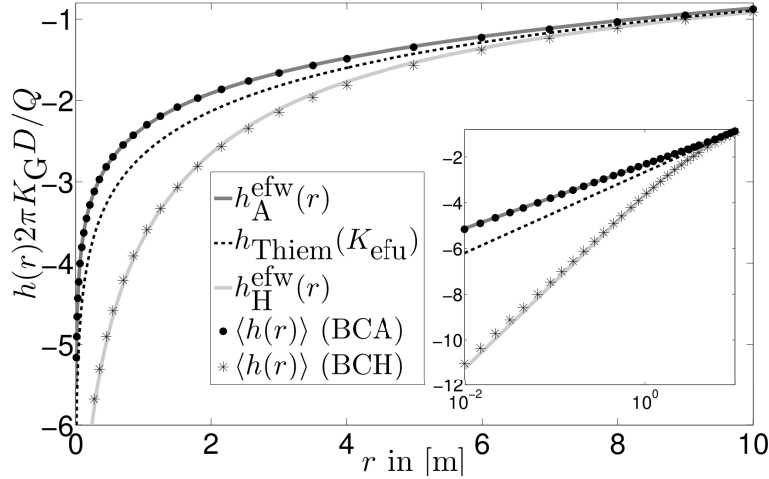 h(r)2πK_G D/Q
-1
-2
-3
-4
-5
-6
0
2
4
6
8
10
r in [m]
h_A^efw(r)
h_Thiem(K_efu)
h_H^efw(r)
⟨h(r)⟩ (BCA)
⟨h(r)⟩ (BCH)
-2
-4
-6
-8
-10
-12
10^-2
10^0